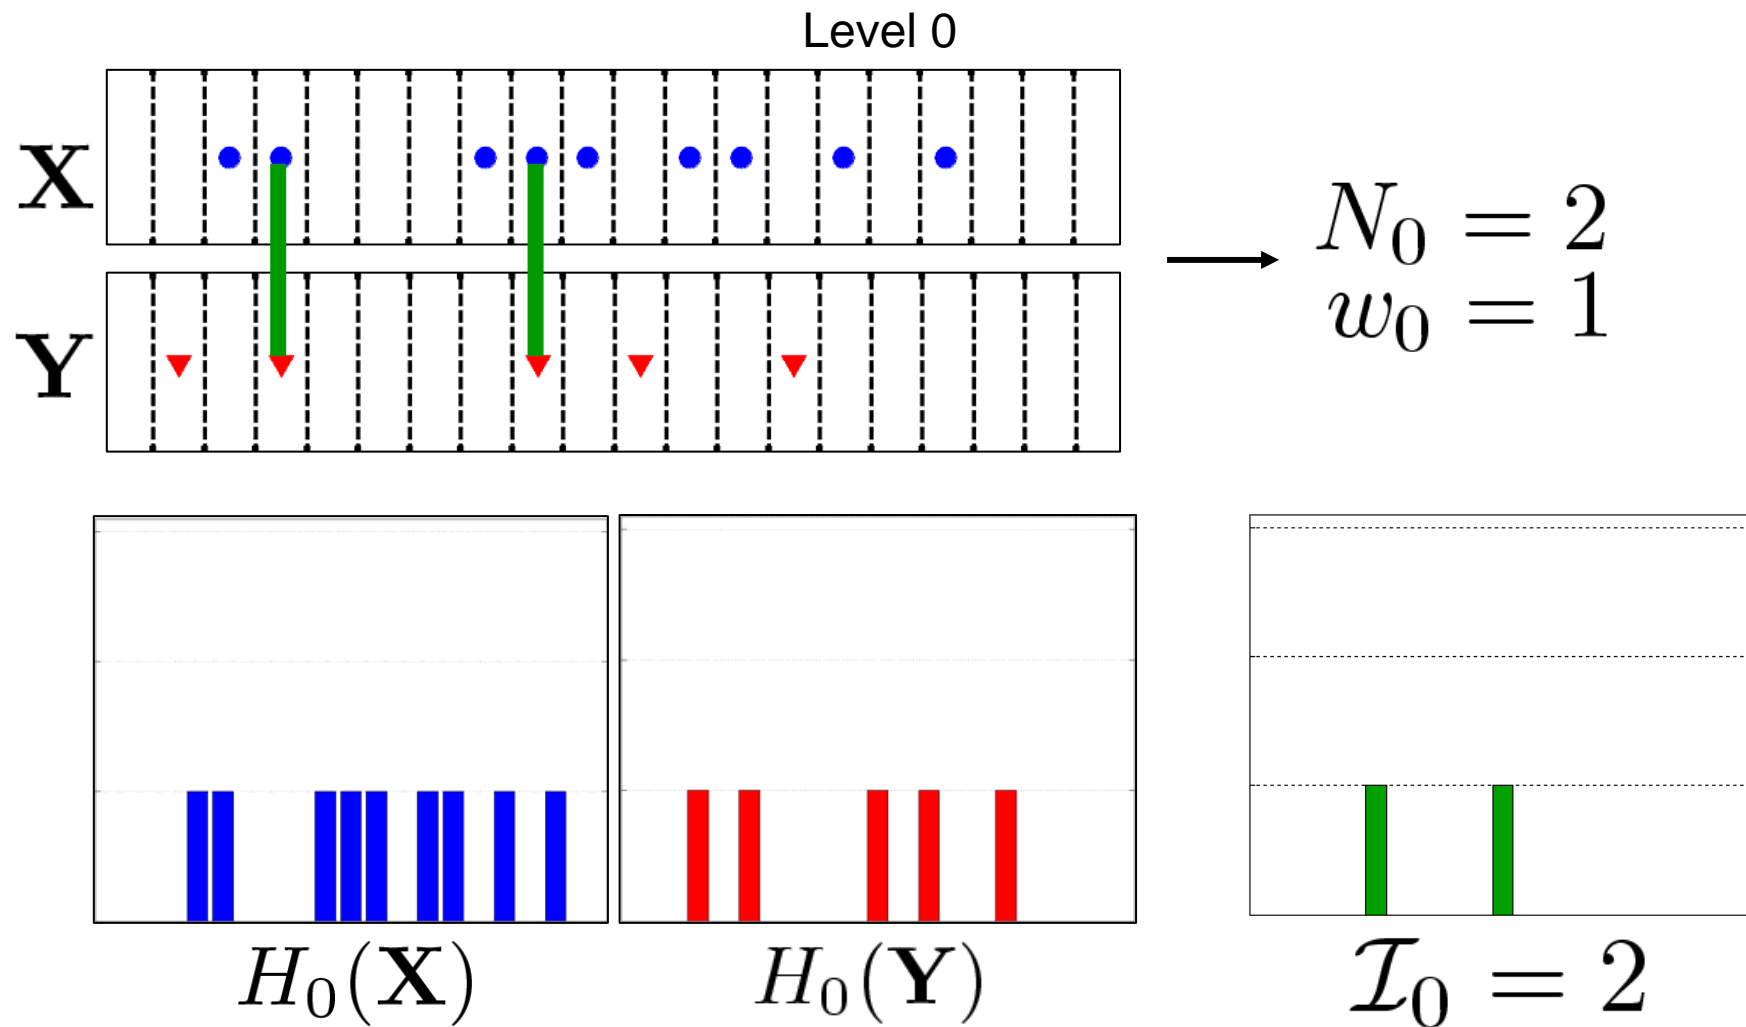 Level 0
X
Y
N₀ = 2
w₀ = 1
H₀(X)
H₀(Y)
𝓘₀ = 2